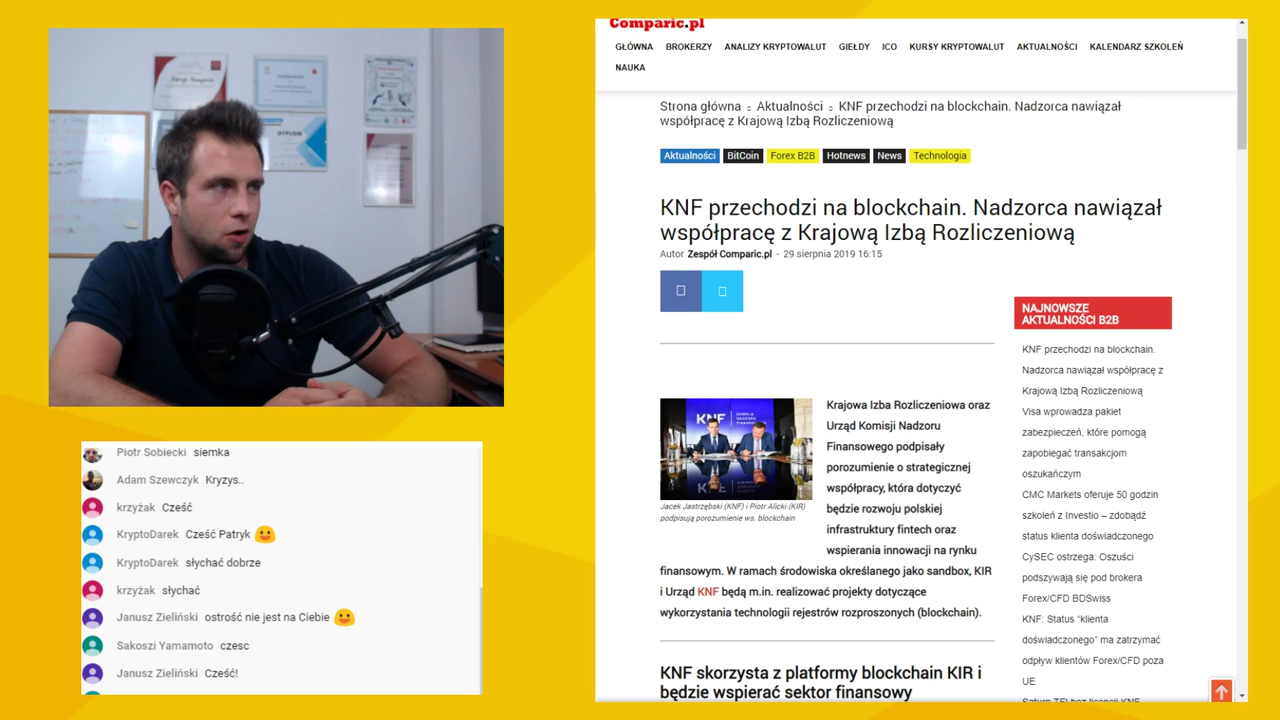 DYPLOM
Piotr Sobiecki siemka
Adam Szewczyk Kryzys..
krzyżak Cześć
KryptoDarek Cześć Patryk
KryptoDarek słychać dobrze
krzyżak słychać
Janusz Zieliński ostrość nie jest na Ciebie
Sakoszi Yamamoto czesc
Janusz Zieliński Cześć!
Comparic.pl
GŁÓWNA BROKERZY ANALIZY KRYPTOWALUT GIEŁDY ICO KURSY KRYPTOWALUT AKTUALNOŚCI KALENDARZ SZKOLEŃ
NAUKA
Strona główna Aktualności KNF przechodzi na blockchain. Nadzorca nawiązał
współpracę z Krajową Izbą Rozliczeniową
Aktualności BitCoin Forex B2B Hotnews News Technologia
KNF przechodzi na blockchain. Nadzorca nawiązał
współpracę z Krajową Izbą Rozliczeniową
Autor Zespół Comparic.pl - 29 sierpnia 2019 16:15
KNF KOMISJA
NADZORU
Jacek Jastrzębski (KNF) i Piotr Alicki (KIR)
podpisują porozumienie ws. blockchain
Krajowa Izba Rozliczeniowa oraz
Urząd Komisji Nadzoru
Finansowego podpisały
porozumienie o strategicznej
współpracy, która dotyczyć
będzie rozwoju polskiej
infrastruktury fintech oraz
wspierania innowacji na rynku
finansowym. W ramach środowiska określanego jako sandbox, KIR
i Urząd KNF będą m.in. realizować projekty dotyczące
wykorzystania technologii rejestrów rozproszonych (blockchain).
KNF skorzysta z platformy blockchain KIR i
będzie wspierać sektor finansowy
NAJNOWSZE
AKTUALNOŚCI B2B
KNF przechodzi na blockchain.
Nadzorca nawiązał współpracę z
Krajową Izbą Rozliczeniową
Visa wprowadza pakiet
zabezpieczeń, które pomogą
zapobiegać transakcjom
oszukańczym
CMC Markets oferuje 50 godzin
szkoleń z Investio – zdobądź
status klienta doświadczonego
CySEC ostrzega: Oszuści
podszywają się pod brokera
Forex/CFD BDSwiss
KNF: Status "klienta
doświadczonego" ma zatrzymać
odpływ klientów Forex/CFD poza
UE
Saturn TFI bez licencji KNF